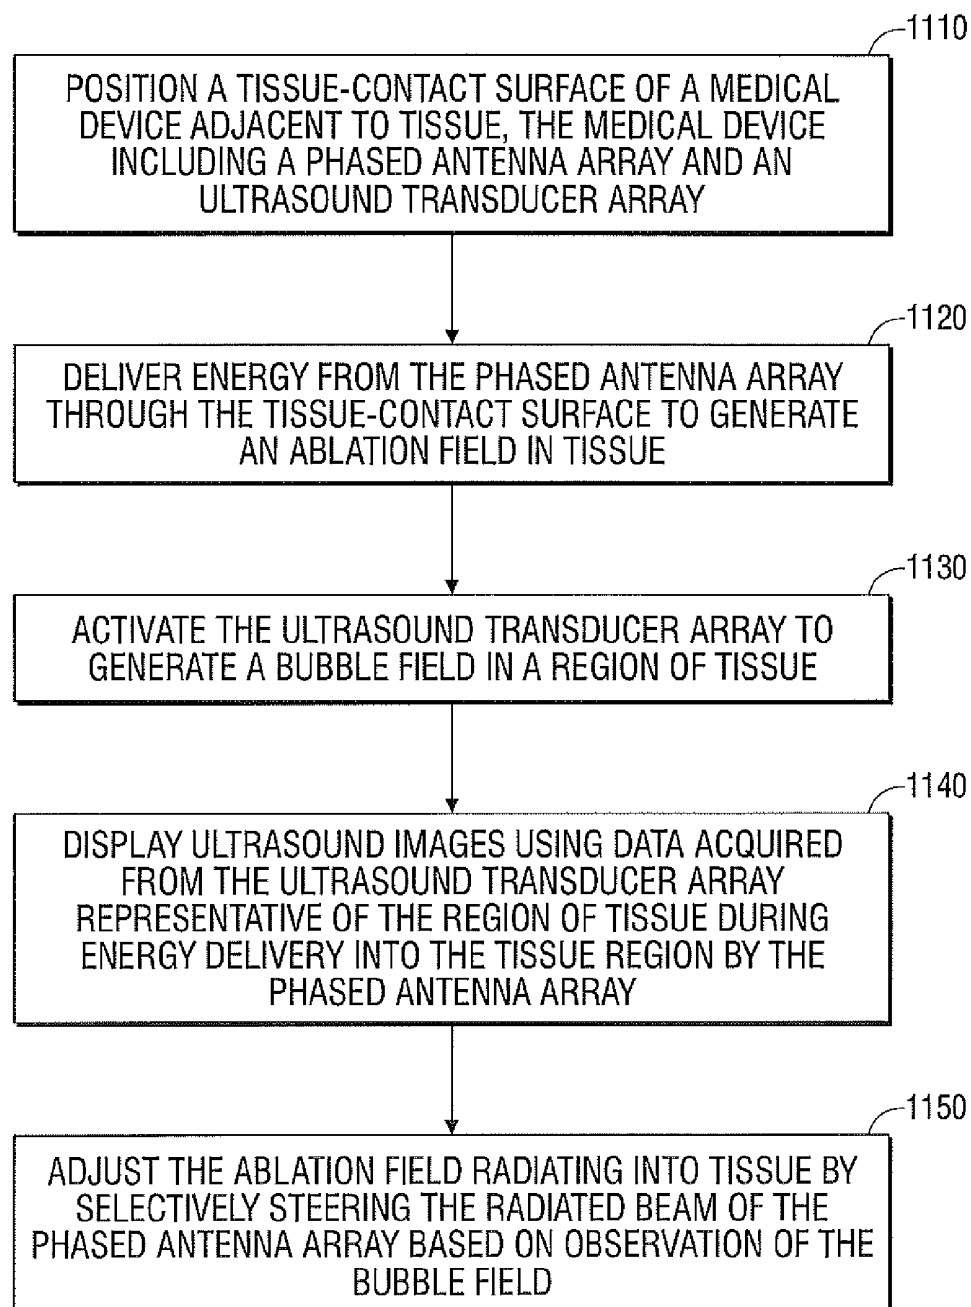 1110
POSITION A TISSUE-CONTACT SURFACE OF A MEDICAL
DEVICE ADJACENT TO TISSUE, THE MEDICAL DEVICE
INCLUDING A PHASED ANTENNA ARRAY AND AN
ULTRASOUND TRANSDUCER ARRAY
1120
DELIVER ENERGY FROM THE PHASED ANTENNA ARRAY
THROUGH THE TISSUE-CONTACT SURFACE TO GENERATE
AN ABLATION FIELD IN TISSUE
1130
ACTIVATE THE ULTRASOUND TRANSDUCER ARRAY TO
GENERATE A BUBBLE FIELD IN A REGION OF TISSUE
1140
DISPLAY ULTRASOUND IMAGES USING DATA ACQUIRED
FROM THE ULTRASOUND TRANSDUCER ARRAY
REPRESENTATIVE OF THE REGION OF TISSUE DURING
ENERGY DELIVERY INTO THE TISSUE REGION BY THE
PHASED ANTENNA ARRAY
1150
ADJUST THE ABLATION FIELD RADIATING INTO TISSUE BY
SELECTIVELY STEERING THE RADIATED BEAM OF THE
PHASED ANTENNA ARRAY BASED ON OBSERVATION OF THE
BUBBLE FIELD